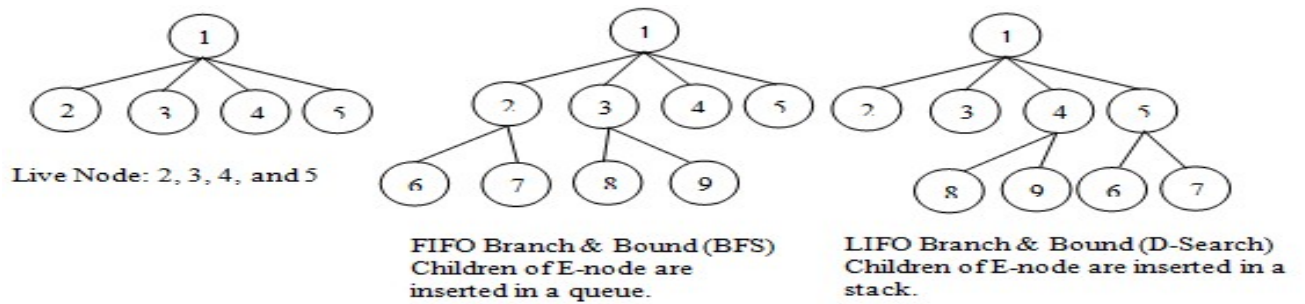 1
2 3 4 5
Live Node: 2, 3, 4, and 5
1
2 3 4 5
6 7 8 9
FIFO Branch & Bound (BFS)
Children of E-node are
inserted in a queue.
1
2 3 4 5
8 9 6 7
LIFO Branch & Bound (D-Search)
Children of E-node are inserted in a
stack.